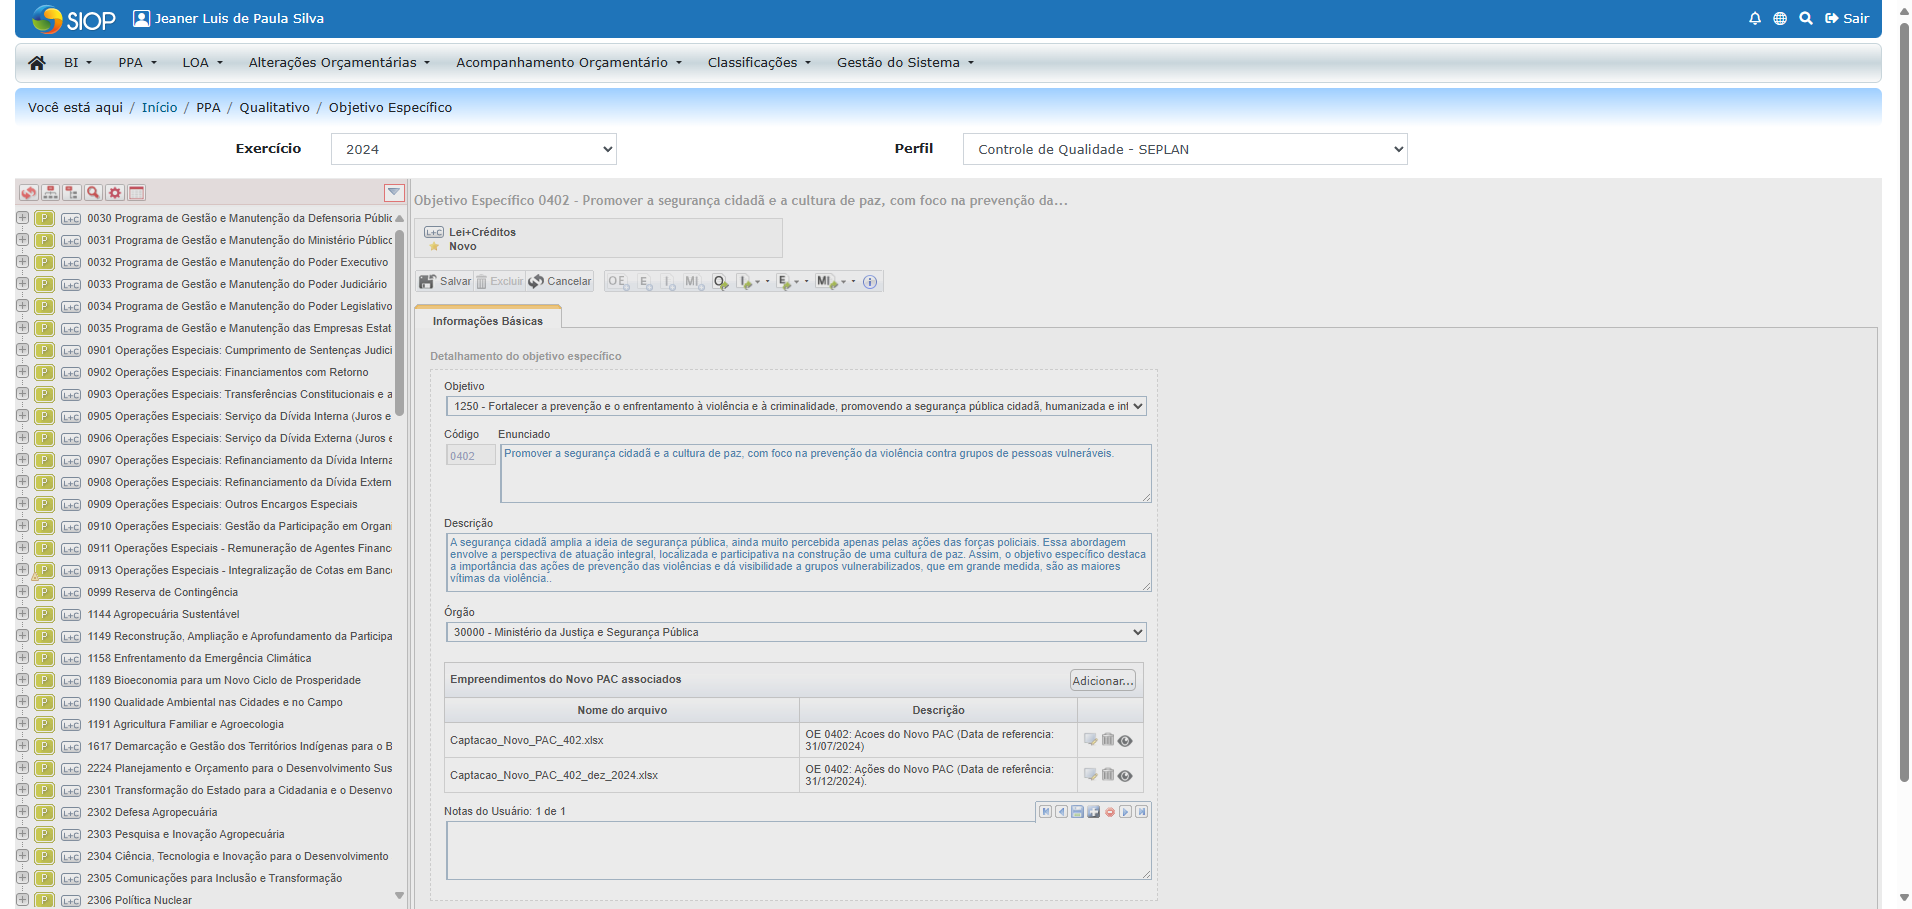 SIOP
Jeaner Luis de Paula Silva
Sair
BI
PPA
LOA
Alterações Orçamentárias
Acompanhamento Orçamentário
Classificações
Gestão do Sistema
Você está aqui / Início / PPA / Qualitativo / Objetivo Específico
Exercício
2024
Perfil
Controle de Qualidade - SEPLAN
P L+C 0030 Programa de Gestão e Manutenção da Defensoria Públic
P L+C 0031 Programa de Gestão e Manutenção do Ministério Público
P L+C 0032 Programa de Gestão e Manutenção do Poder Executivo
P L+C 0033 Programa de Gestão e Manutenção do Poder Judiciário
P L+C 0034 Programa de Gestão e Manutenção do Poder Legislativo
P L+C 0035 Programa de Gestão e Manutenção das Empresas Estat
P L+C 0901 Operações Especiais: Cumprimento de Sentenças Judici
P L+C 0902 Operações Especiais: Financiamentos com Retorno
P L+C 0903 Operações Especiais: Transferências Constitucionais e a
P L+C 0905 Operações Especiais: Serviço da Dívida Interna (Juros e
P L+C 0906 Operações Especiais: Serviço da Dívida Externa (Juros e
P L+C 0907 Operações Especiais: Refinanciamento da Dívida Interna
P L+C 0908 Operações Especiais: Refinanciamento da Dívida Extern
P L+C 0909 Operações Especiais: Outros Encargos Especiais
P L+C 0910 Operações Especiais: Gestão da Participação em Organi
P L+C 0911 Operações Especiais - Remuneração de Agentes Financ
P L+C 0913 Operações Especiais - Integralização de Cotas em Banc
P L+C 0999 Reserva de Contingência
P L+C 1144 Agropecuária Sustentável
P L+C 1149 Reconstrução, Ampliação e Aprofundamento da Participa
P L+C 1158 Enfrentamento da Emergência Climática
P L+C 1189 Bioeconomia para um Novo Ciclo de Prosperidade
P L+C 1190 Qualidade Ambiental nas Cidades e no Campo
P L+C 1191 Agricultura Familiar e Agroecologia
P L+C 1617 Demarcação e Gestão dos Territórios Indígenas para o B
P L+C 2224 Planejamento e Orçamento para o Desenvolvimento Sus
P L+C 2301 Transformação do Estado para a Cidadania e o Desenvo
P L+C 2302 Defesa Agropecuária
P L+C 2303 Pesquisa e Inovação Agropecuária
P L+C 2304 Ciência, Tecnologia e Inovação para o Desenvolvimento
P L+C 2305 Comunicações para Inclusão e Transformação
P L+C 2306 Política Nuclear
Objetivo Específico 0402 - Promover a segurança cidadã e a cultura de paz, com foco na prevenção da...
L+C Lei+Créditos
Novo
Salvar Excluir Cancelar OE E I MI O I E MI
Informações Básicas
Detalhamento do objetivo específico
Objetivo
1250 - Fortalecer a prevenção e o enfrentamento à violência e à criminalidade, promovendo a segurança pública cidadã, humanizada e int
Código Enunciado
0402
Promover a segurança cidadã e a cultura de paz, com foco na prevenção da violência contra grupos de pessoas vulneráveis.
Descrição
A segurança cidadã amplia a ideia de segurança pública, ainda muito percebida apenas pelas ações das forças policiais. Essa abordagem
envolve a perspectiva de atuação integral, localizada e participativa na construção de uma cultura de paz. Assim, o objetivo específico destaca
a importância das ações de prevenção das violências e dá visibilidade a grupos vulnerabilizados, que em grande medida, são as maiores
vítimas da violência..
Órgão
30000 - Ministério da Justiça e Segurança Pública
Empreendimentos do Novo PAC associados
Adicionar...
Nome do arquivo Descrição
Captacao_Novo_PAC_402.xlsx
OE 0402: Acoes do Novo PAC (Data de referencia:
31/07/2024)
Captacao_Novo_PAC_402_dez_2024.xlsx
OE 0402: Ações do Novo PAC (Data de referência:
31/12/2024).
Notas do Usuário: 1 de 1